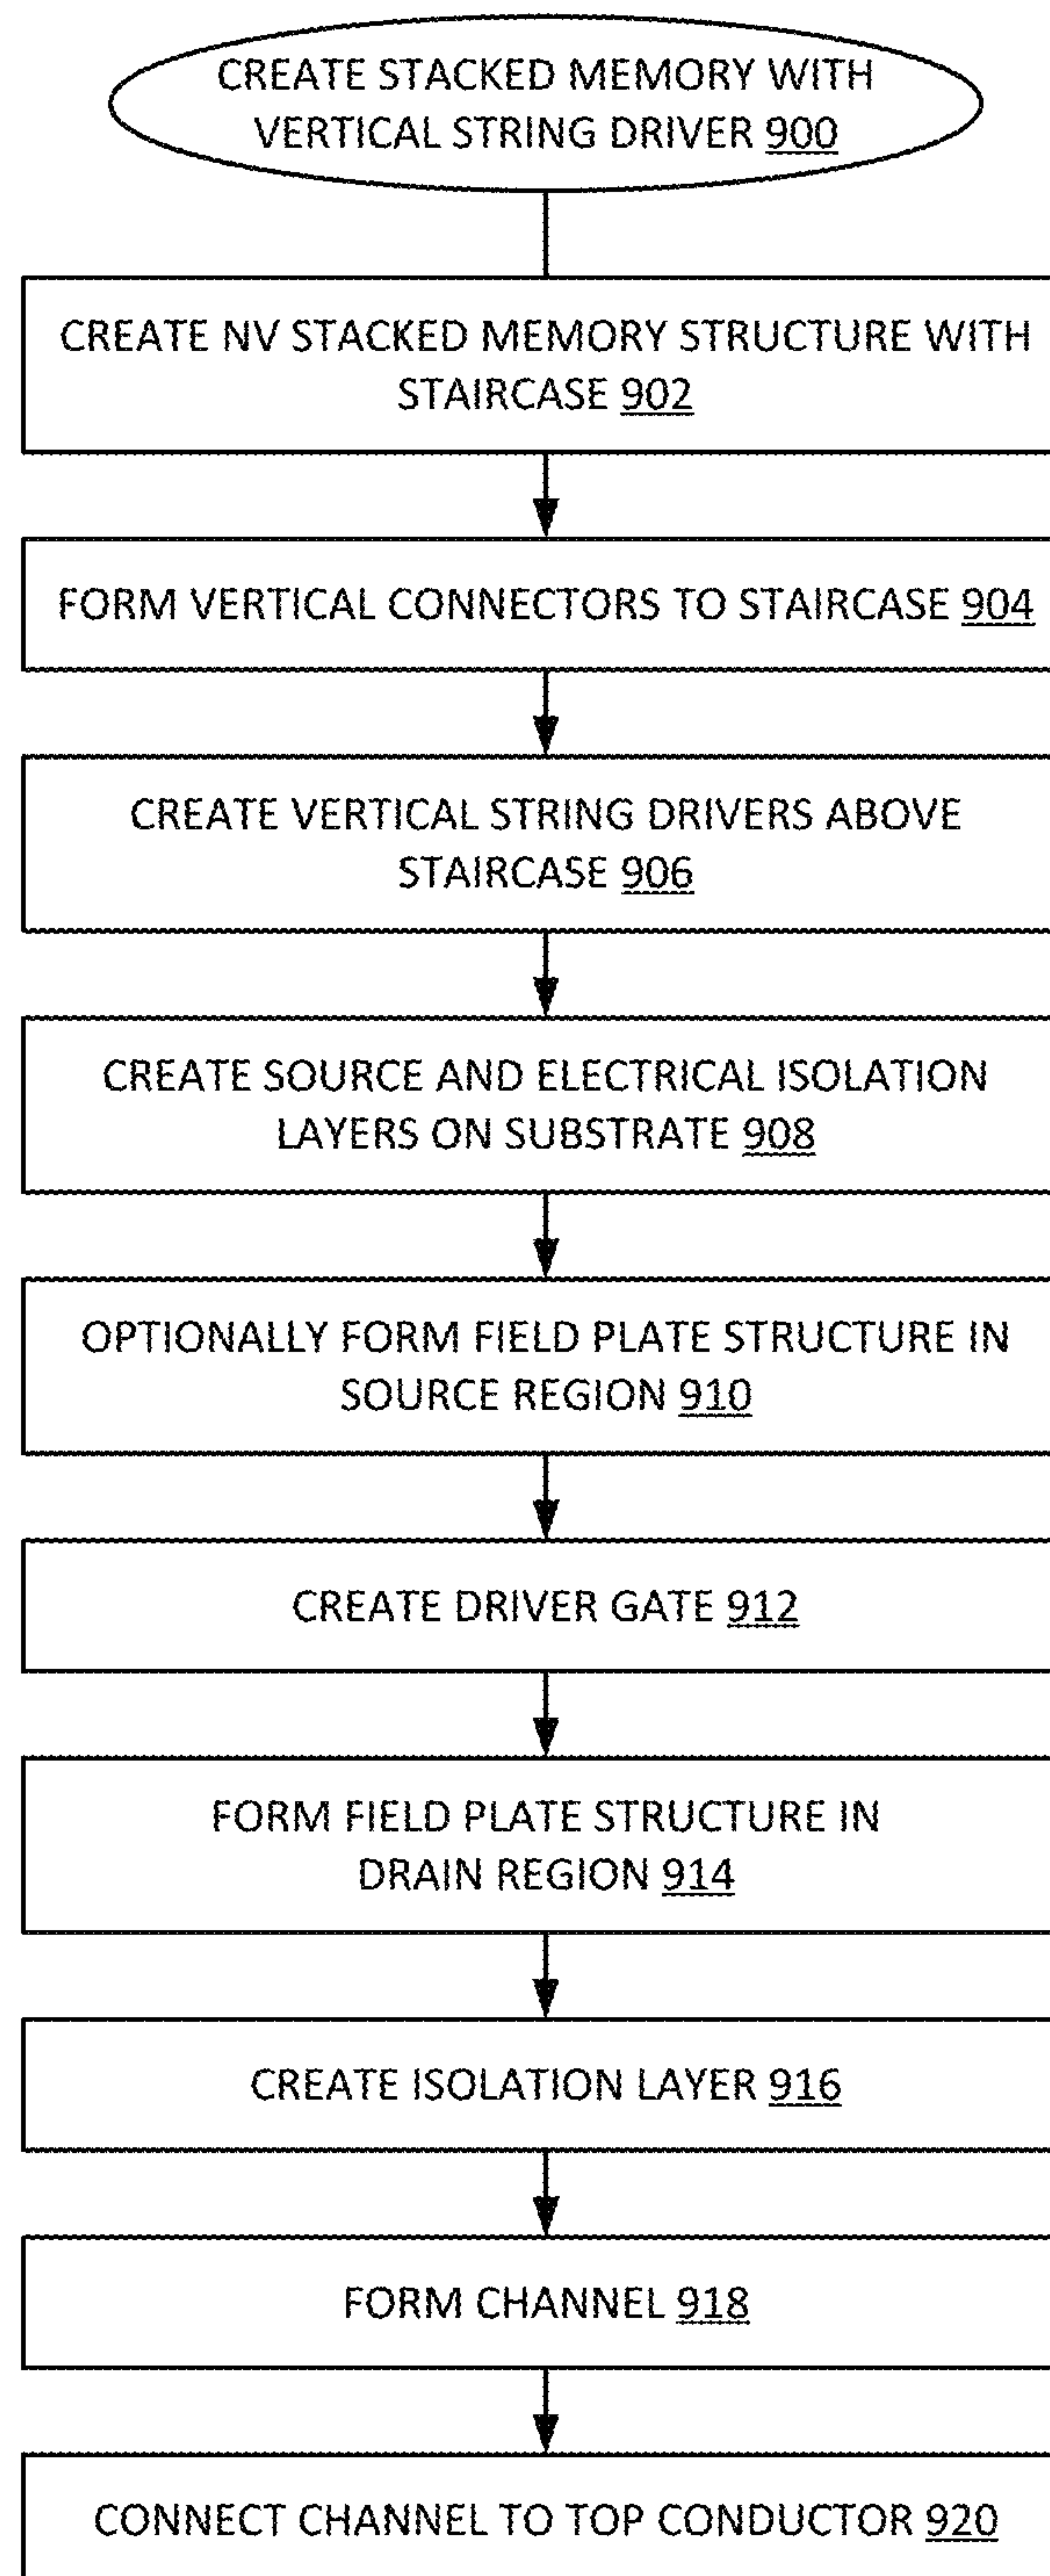 CREATE STACKED MEMORY WITH
VERTICAL STRING DRIVER 900
CREATE NV STACKED MEMORY STRUCTURE WITH
STAIRCASE 902
FORM VERTICAL CONNECTORS TO STAIRCASE 904
CREATE VERTICAL STRING DRIVERS ABOVE
STAIRCASE 906
CREATE SOURCE AND ELECTRICAL ISOLATION
LAYERS ON SUBSTRATE 908
OPTIONALLY FORM FIELD PLATE STRUCTURE IN
SOURCE REGION 910
CREATE DRIVER GATE 912
FORM FIELD PLATE STRUCTURE IN
DRAIN REGION 914
CREATE ISOLATION LAYER 916
FORM CHANNEL 918
CONNECT CHANNEL TO TOP CONDUCTOR 920